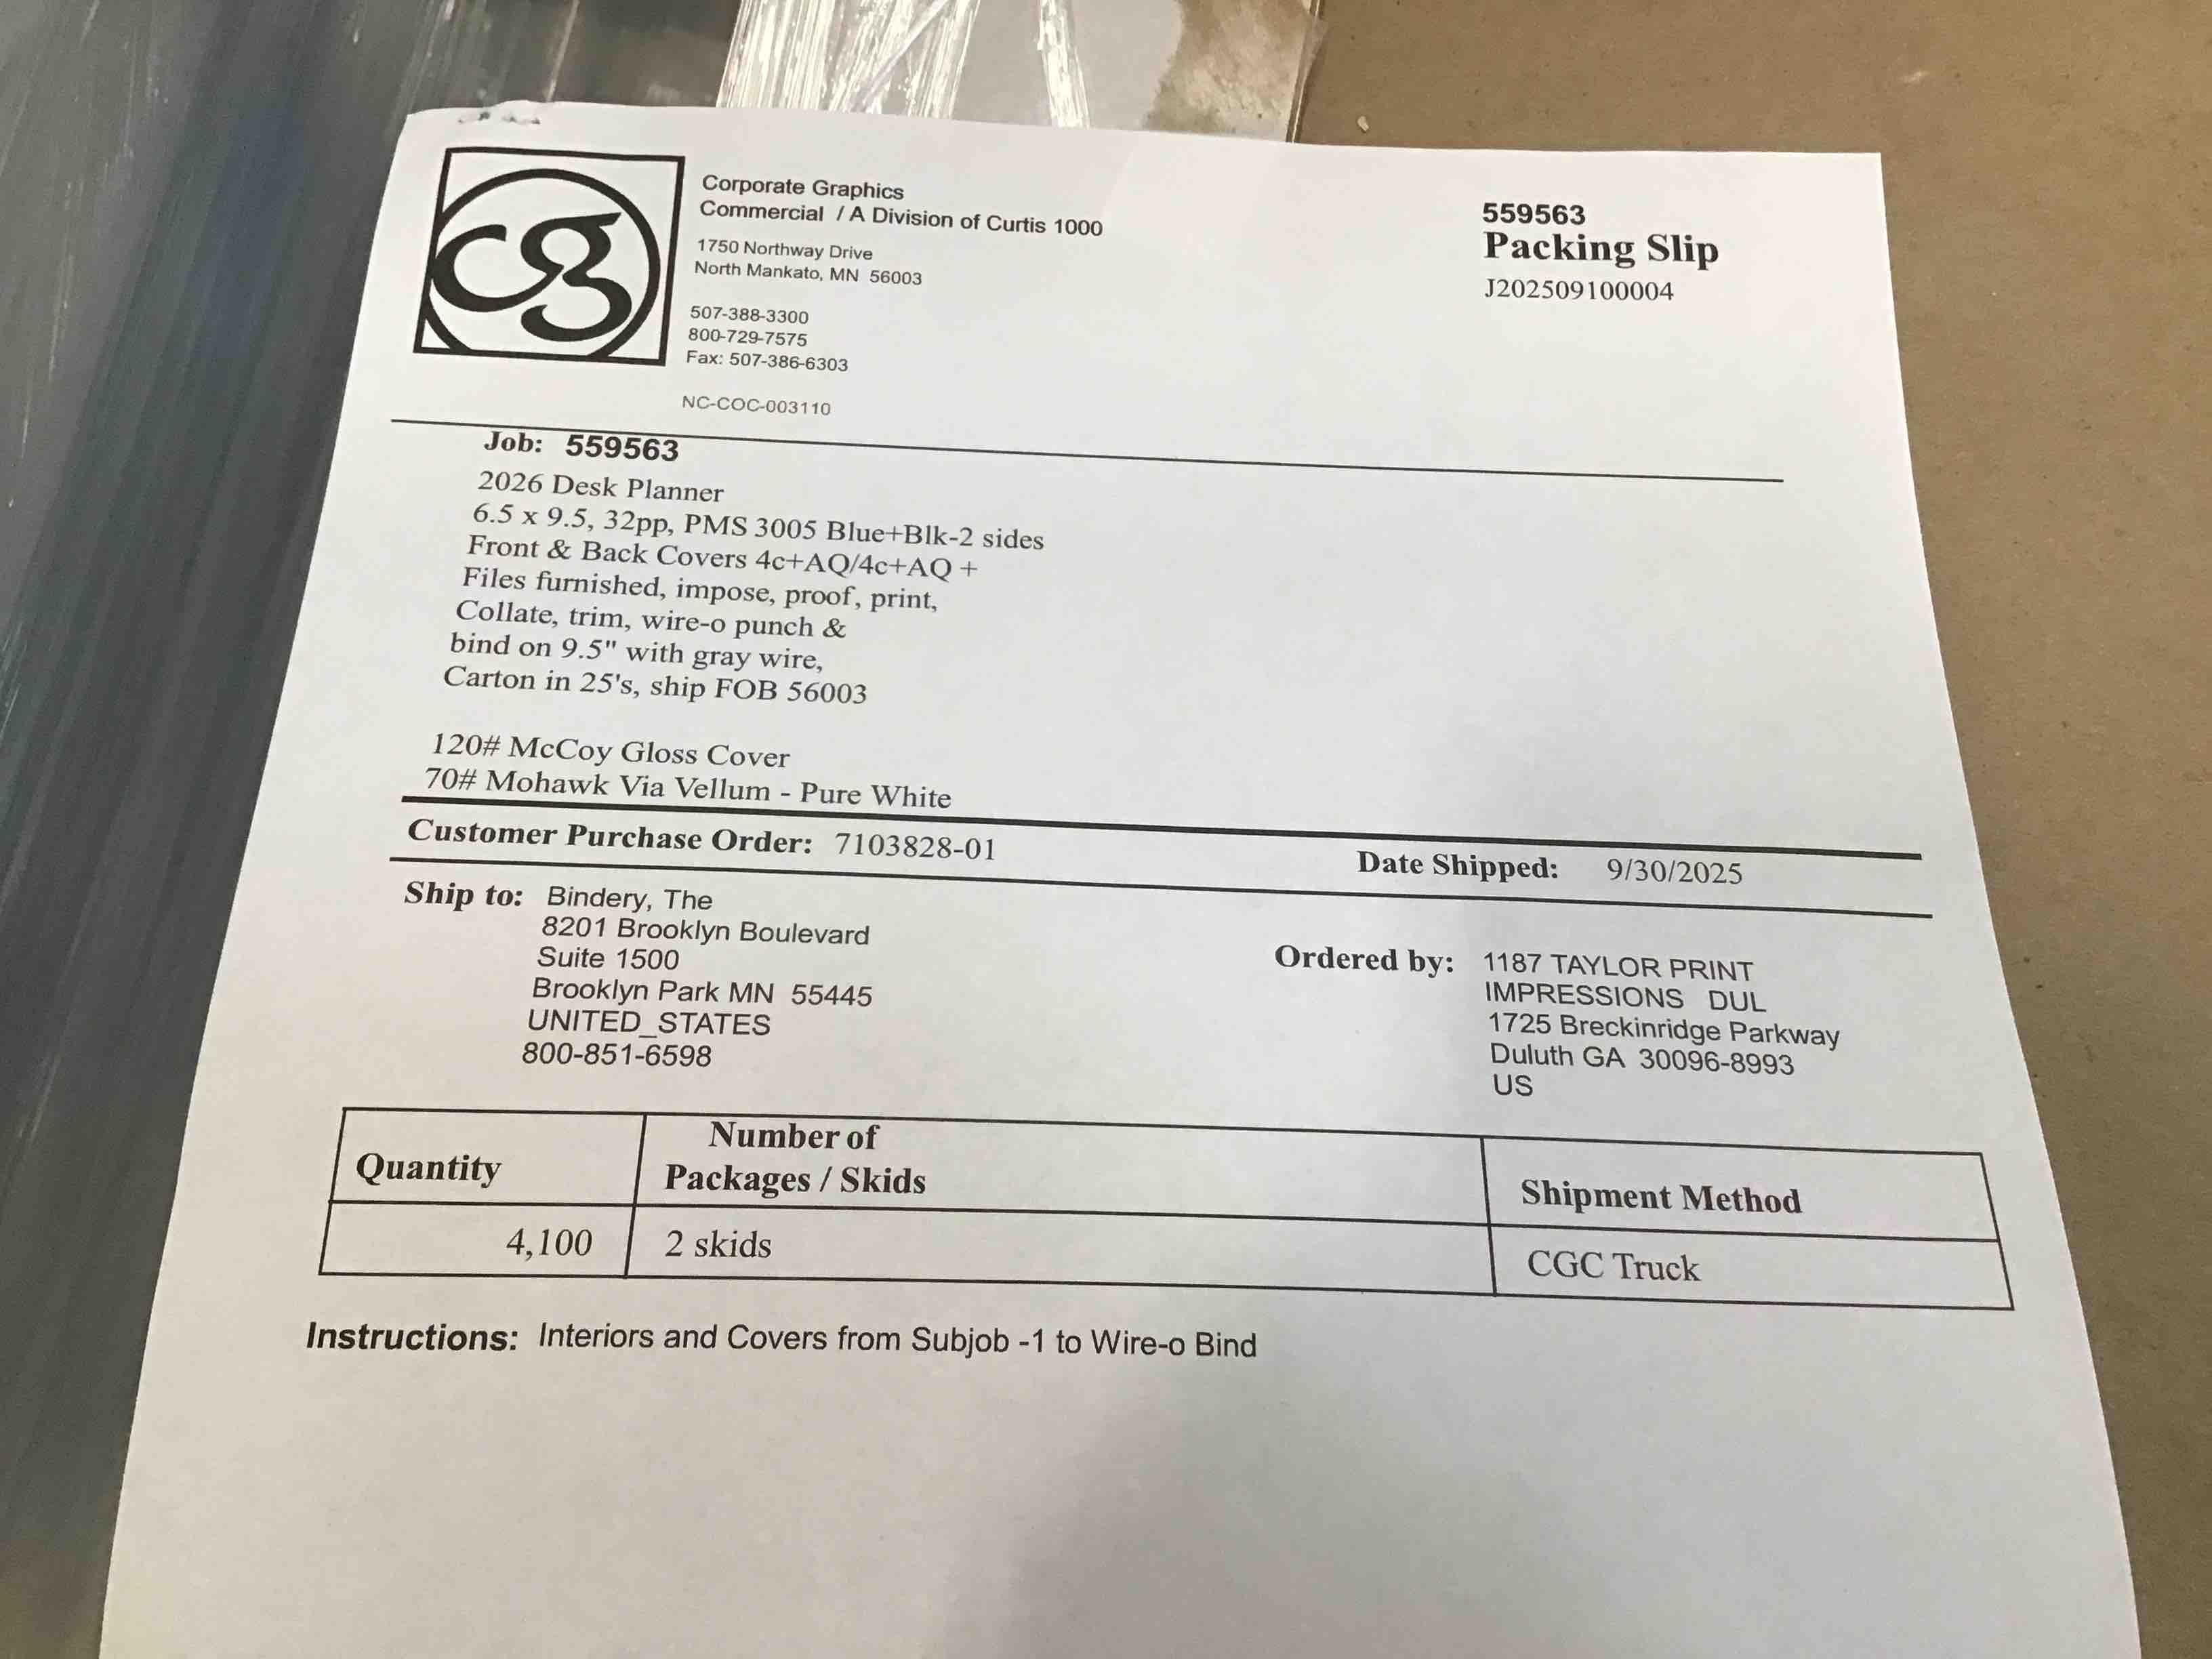 cg
Corporate Graphics
Commercial / A Division of Curtis 1000
1750 Northway Drive
North Mankato, MN 56003
507-388-3300
800-729-7575
Fax: 507-386-6303
NC-COC-003110
559563
Packing Slip
J202509100004
Job: 559563
2026 Desk Planner
6.5 x 9.5, 32pp, PMS 3005 Blue+Blk-2 sides
Front & Back Covers 4c+AQ/4c+AQ +
Files furnished, impose, proof, print,
Collate, trim, wire-o punch &
bind on 9.5" with gray wire,
Carton in 25's, ship FOB 56003
120# McCoy Gloss Cover
70# Mohawk Via Vellum - Pure White
Customer Purchase Order: 7103828-01
Date Shipped: 9/30/2025
Ship to: Bindery, The
8201 Brooklyn Boulevard
Suite 1500
Brooklyn Park MN 55445
UNITED_STATES
800-851-6598
Ordered by: 1187 TAYLOR PRINT
IMPRESSIONS DUL
1725 Breckinridge Parkway
Duluth GA 30096-8993
US
Quantity
Number of
Packages / Skids
Shipment Method
4,100
2 skids
CGC Truck
Instructions: Interiors and Covers from Subjob -1 to Wire-o Bind